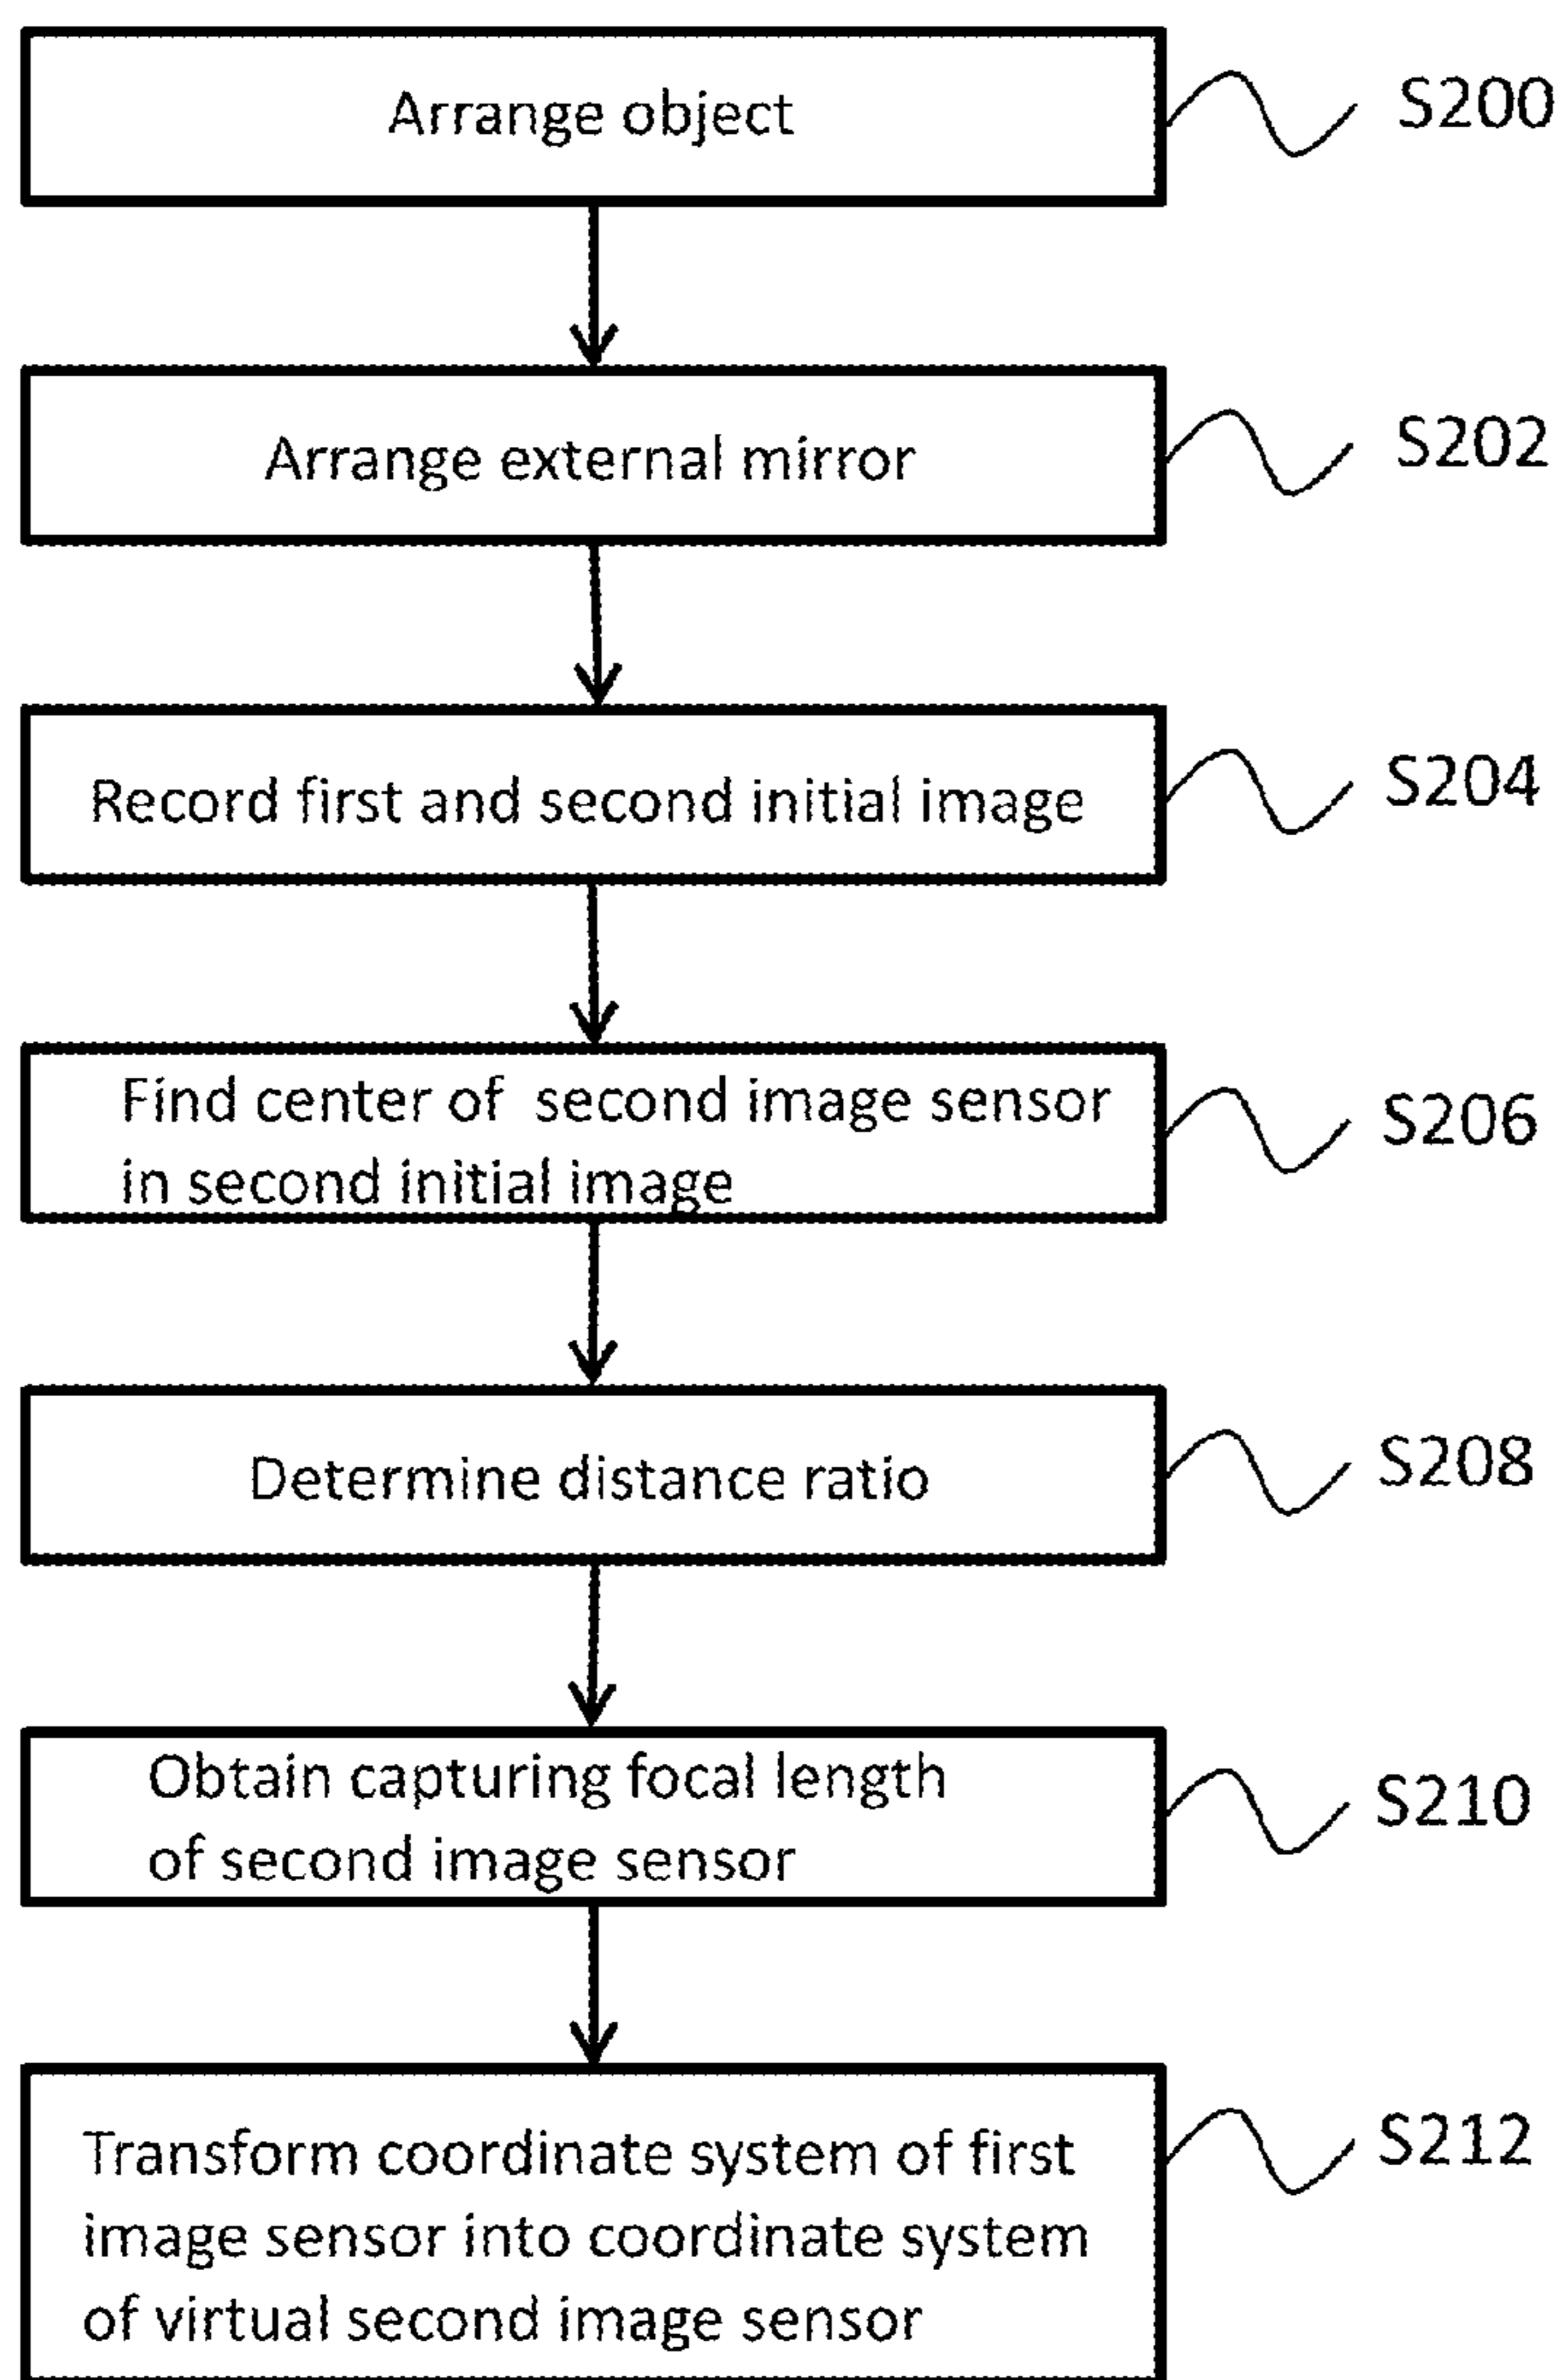 Arrange object
S200
Arrange external mirror
S202
Record first and second initial image
S204
Find center of second image sensor
in second initial image
S206
Determine distance ratio
S208
Obtain capturing focal length
of second image sensor
S210
Transform coordinate system of first
image sensor into coordinate system
of virtual second image sensor
S212